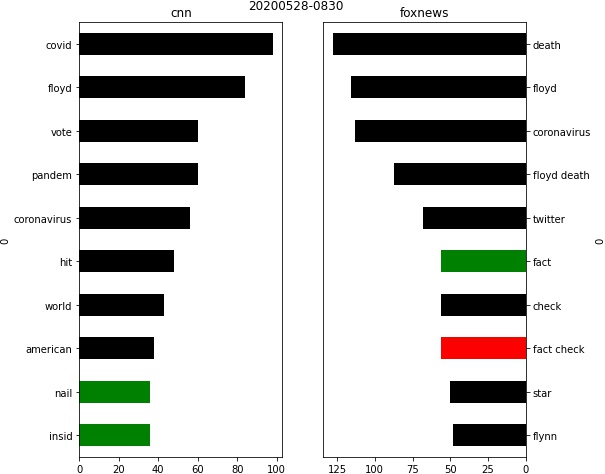 20200528-0830
cnn
foxnews
covid
floyd
vote
pandem
coronavirus
hit
world
american
nail
insid
0
0 20 40 60 80 100
death
floyd
coronavirus
floyd death
twitter
fact
check
fact check
star
flynn
0
125 100 75 50 25 0